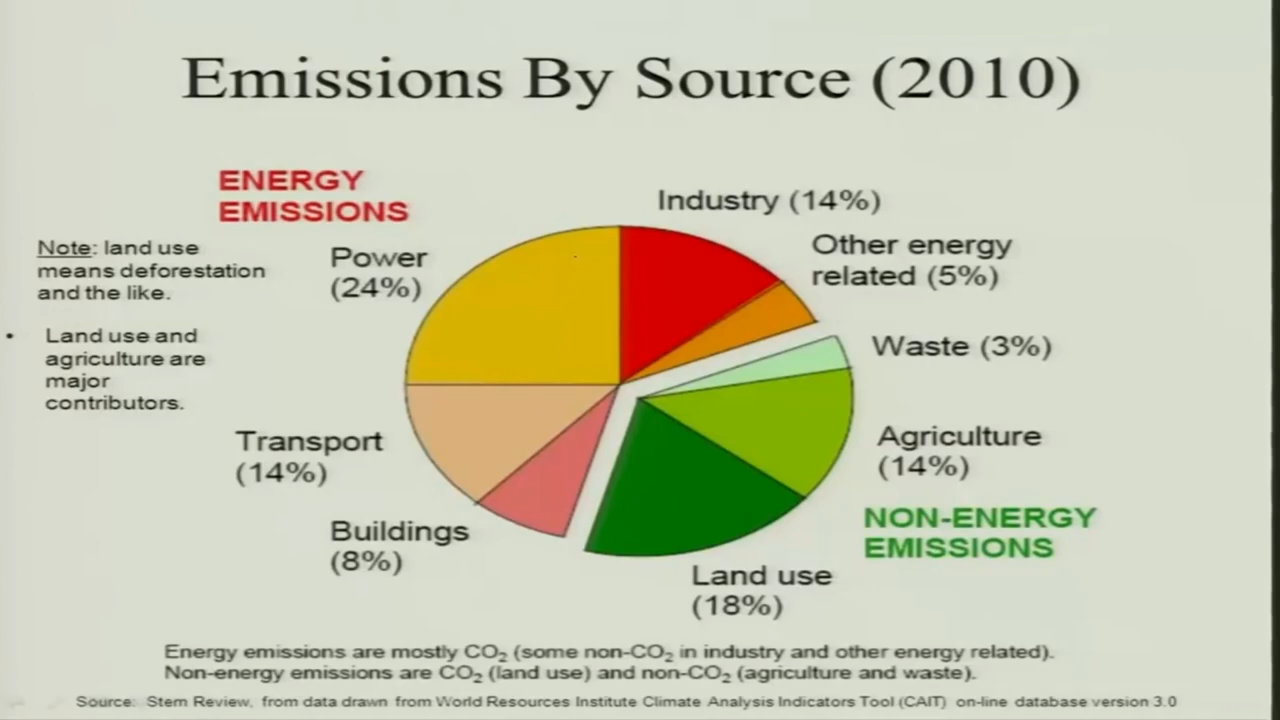 Emissions By Source (2010)
ENERGY
EMISSIONS
Industry (14%)
Note: land use
means deforestation
and the like.
Power
(24%)
Other energy
related (5%)
• Land use and
agriculture are
major
contributors.
Waste (3%)
Transport
(14%)
Agriculture
(14%)
Buildings
(8%)
NON-ENERGY
EMISSIONS
Land use
(18%)
Energy emissions are mostly CO₂ (some non-CO₂ in industry and other energy related).
Non-energy emissions are CO₂ (land use) and non-CO₂ (agriculture and waste).
Source: Stern Review, from data drawn from World Resources Institute Climate Analysis Indicators Tool (CAIT) on-line database version 3.0